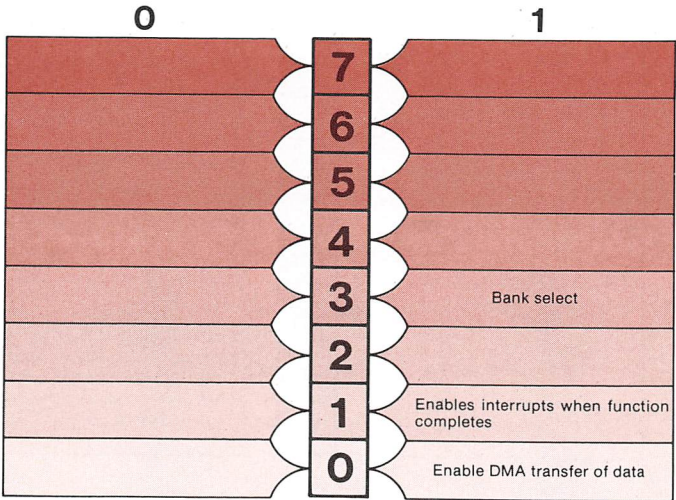 0 1
7
6
5
4
3 Bank select
2
1 Enables interrupts when function
completes
0 Enable DMA transfer of data